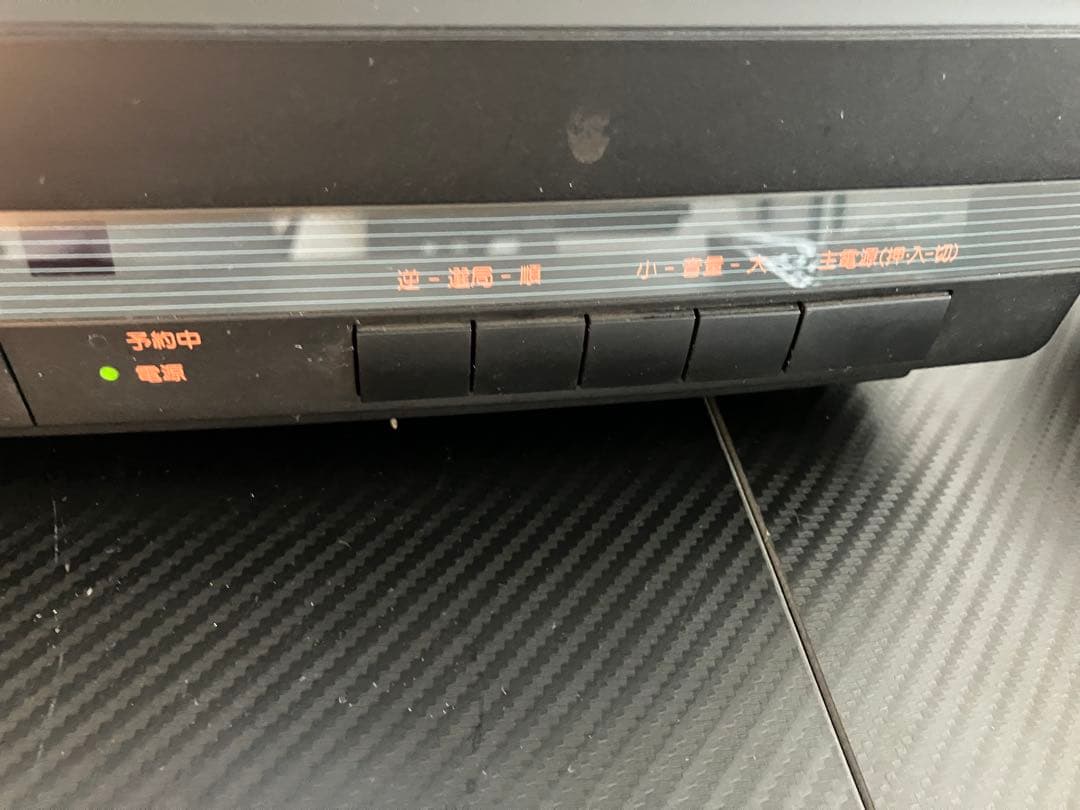 逆-選局-順
小-音量-大
主電源(押·入-切)
予約中
電源